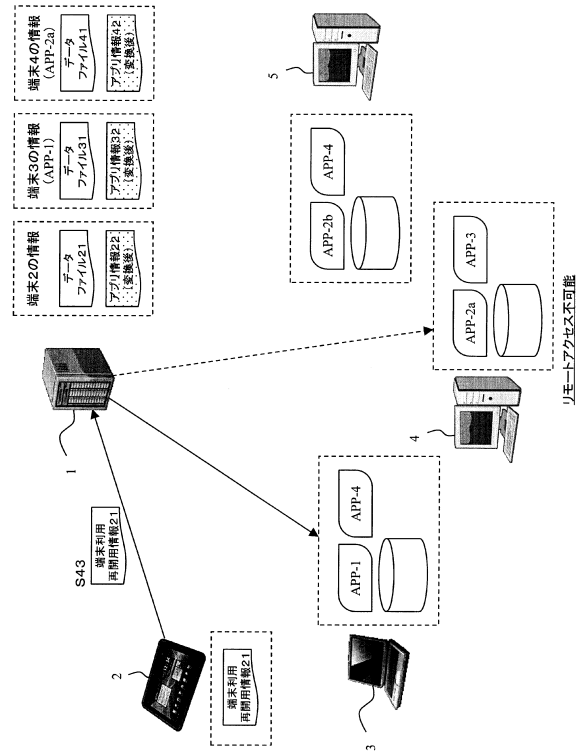 端末2の情報
データ
ファイル21
アプリ情報22
(変換後)
端末3の情報
(APP-1)
データ
ファイル31
アプリ情報32
(変換後)
端末4の情報
(APP-2a)
データ
ファイル41
アプリ情報42
(変換後)
1
S43
端末利用
再開用情報21
2
端末利用
再開用情報21
3
APP-1
APP-4
4
APP-2a
APP-3
リモートアクセス不可能
5
APP-2b
APP-4